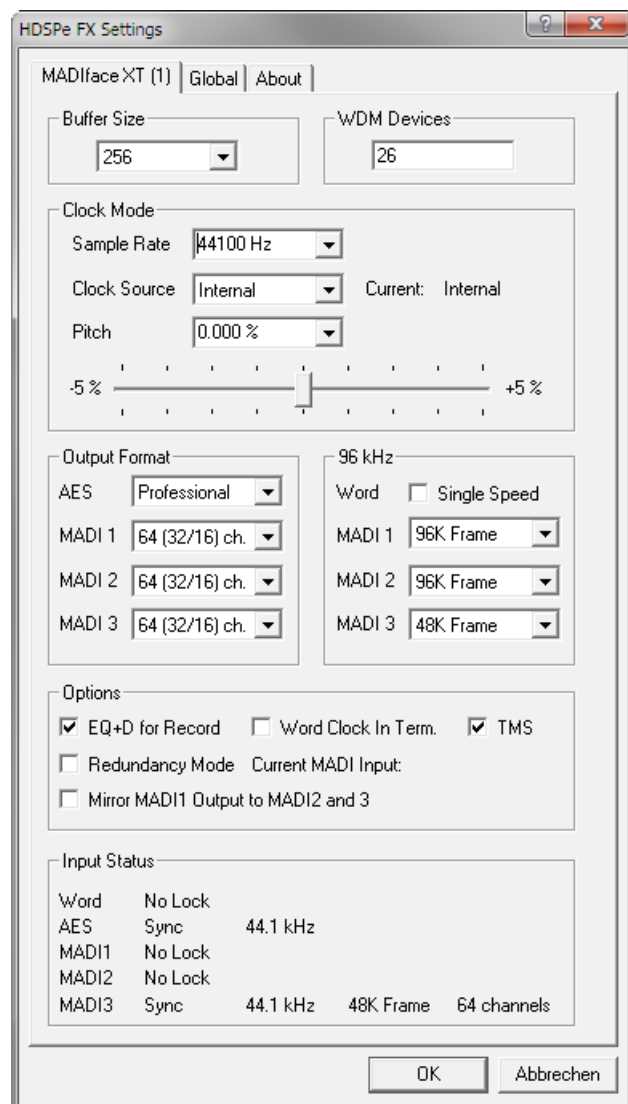 HDSPe FX Settings
MADIface XT (1) Global About
Buffer Size WDM Devices
256 26
Clock Mode
Sample Rate 44100 Hz
Clock Source Internal Current: Internal
Pitch 0.000 %
-5 % +5 %
Output Format 96 kHz
AES Professional Word Single Speed
MADI 1 64 (32/16) ch. MADI 1 96K Frame
MADI 2 64 (32/16) ch. MADI 2 96K Frame
MADI 3 64 (32/16) ch. MADI 3 48K Frame
Options
EQ+D for Record Word Clock In Term. TMS
Redundancy Mode Current MADI Input:
Mirror MADI1 Output to MADI2 and 3
Input Status
Word No Lock
AES Sync 44.1 kHz
MADI1 No Lock
MADI2 No Lock
MADI3 Sync 44.1 kHz 48K Frame 64 channels
OK Abbrechen